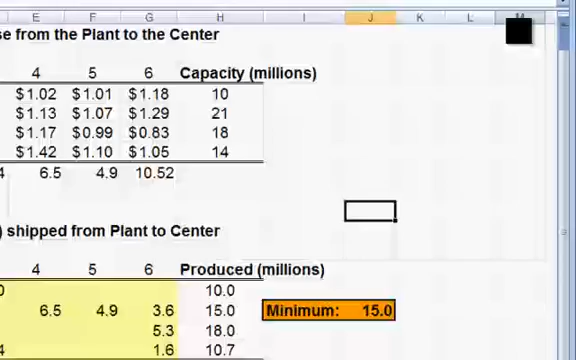 E F G H I J K L M
se from the Plant to the Center
4 5 6 Capacity (millions)
$1.02 $1.01 $1.18 10
$1.13 $1.07 $1.29 21
$1.17 $0.99 $0.83 18
$1.42 $1.10 $1.05 14
4 6.5 4.9 10.52
) shipped from Plant to Center
4 5 6 Produced (millions)
0 10.0
6.5 4.9 3.6 15.0 Minimum: 15.0
5.3 18.0
4 1.6 10.7